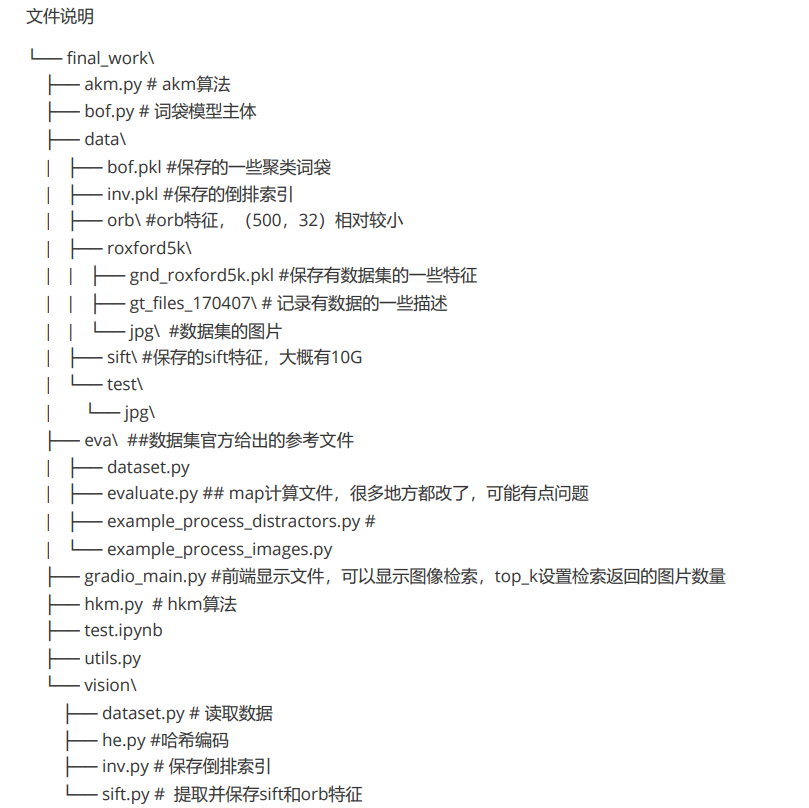 文件说明
└── final_work\
├── akm.py # akm算法
├── bof.py # 词袋模型主体
├── data\
│ ├── bof.pkl #保存的一些聚类词袋
│ ├── inv.pkl #保存的倒排索引
│ ├── orb\ #orb特征，（500，32）相对较小
│ ├── roxford5k\
│ │ ├── gnd_roxford5k.pkl #保存有数据集的一些特征
│ │ ├── gt_files_170407\ # 记录有数据的一些描述
│ │ └── jpg\ #数据集的图片
│ ├── sift\ #保存的sift特征，大概有10G
│ └── test\
│ └── jpg\
├── eva\ ##数据集官方给出的参考文件
│ ├── dataset.py
│ ├── evaluate.py ## map计算文件，很多地方都改了，可能有点问题
│ ├── example_process_distractors.py #
│ └── example_process_images.py
├── gradio_main.py #前端显示文件，可以显示图像检索，top_k设置检索返回的图片数量
├── hkm.py # hkm算法
├── test.ipynb
├── utils.py
└── vision\
├── dataset.py # 读取数据
├── he.py #哈希编码
├── inv.py # 保存倒排索引
└── sift.py # 提取并保存sift和orb特征